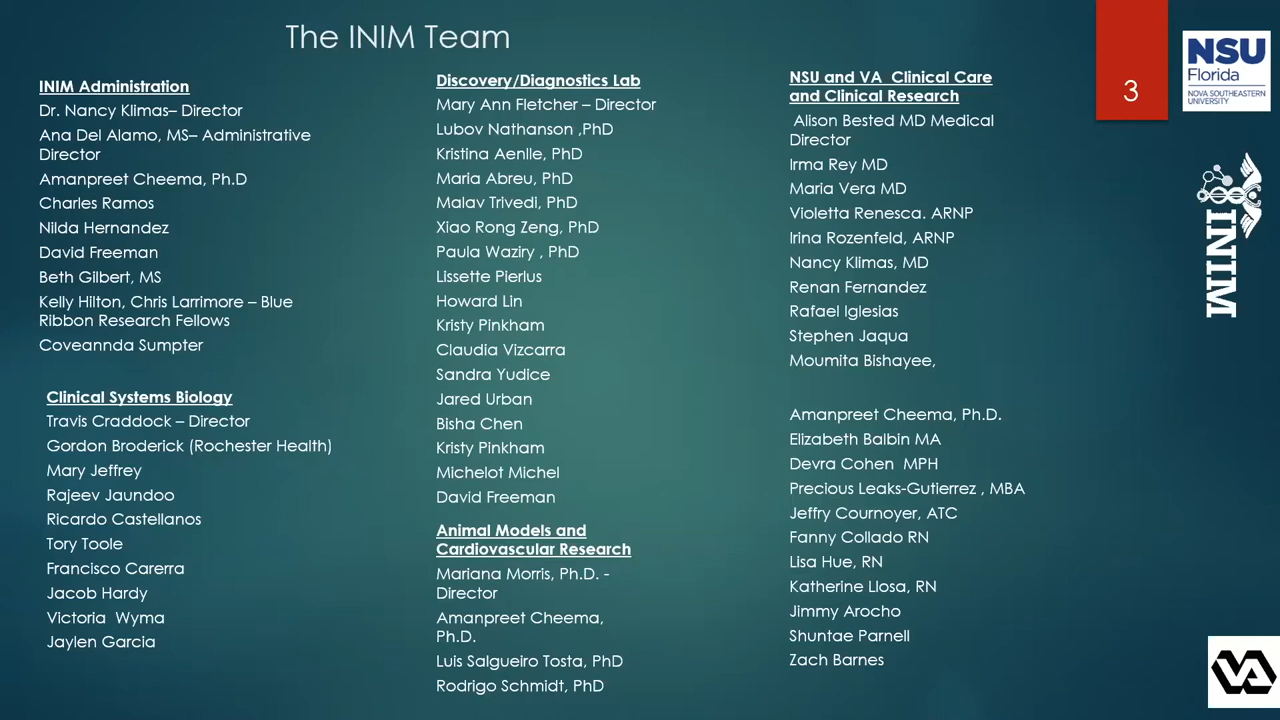 The INIM Team
INIM Administration
Dr. Nancy Klimas– Director
Ana Del Alamo, MS– Administrative
Director
Amanpreet Cheema, Ph.D
Charles Ramos
Nilda Hernandez
David Freeman
Beth Gilbert, MS
Kelly Hilton, Chris Larrimore – Blue
Ribbon Research Fellows
Coveannda Sumpter
Clinical Systems Biology
Travis Craddock – Director
Gordon Broderick (Rochester Health)
Mary Jeffrey
Rajeev Jaundoo
Ricardo Castellanos
Tory Toole
Francisco Carerra
Jacob Hardy
Victoria  Wyma
Jaylen Garcia
Discovery/Diagnostics Lab
Mary Ann Fletcher – Director
Lubov Nathanson ,PhD
Kristina Aenlle, PhD
Maria Abreu, PhD
Malav Trivedi, PhD
Xiao Rong Zeng, PhD
Paula Waziry , PhD
Lissette Pierlus
Howard Lin
Kristy Pinkham
Claudia Vizcarra
Sandra Yudice
Jared Urban
Bisha Chen
Kristy Pinkham
Michelot Michel
David Freeman
Animal Models and
Cardiovascular Research
Mariana Morris, Ph.D. -
Director
Amanpreet Cheema,
Ph.D.
Luis Salgueiro Tosta, PhD
Rodrigo Schmidt, PhD
NSU and VA  Clinical Care
and Clinical Research
Alison Bested MD Medical
Director
Irma Rey MD
Maria Vera MD
Violetta Renesca. ARNP
Irina Rozenfeld, ARNP
Nancy Klimas, MD
Renan Fernandez
Rafael Iglesias
Stephen Jaqua
Moumita Bishayee,
Amanpreet Cheema, Ph.D.
Elizabeth Balbin MA
Devra Cohen  MPH
Precious Leaks-Gutierrez , MBA
Jeffry Cournoyer, ATC
Fanny Collado RN
Lisa Hue, RN
Katherine Llosa, RN
Jimmy Arocho
Shuntae Parnell
Zach Barnes
3
NSU
Florida
NOVA SOUTHEASTERN
UNIVERSITY
INIM
VA